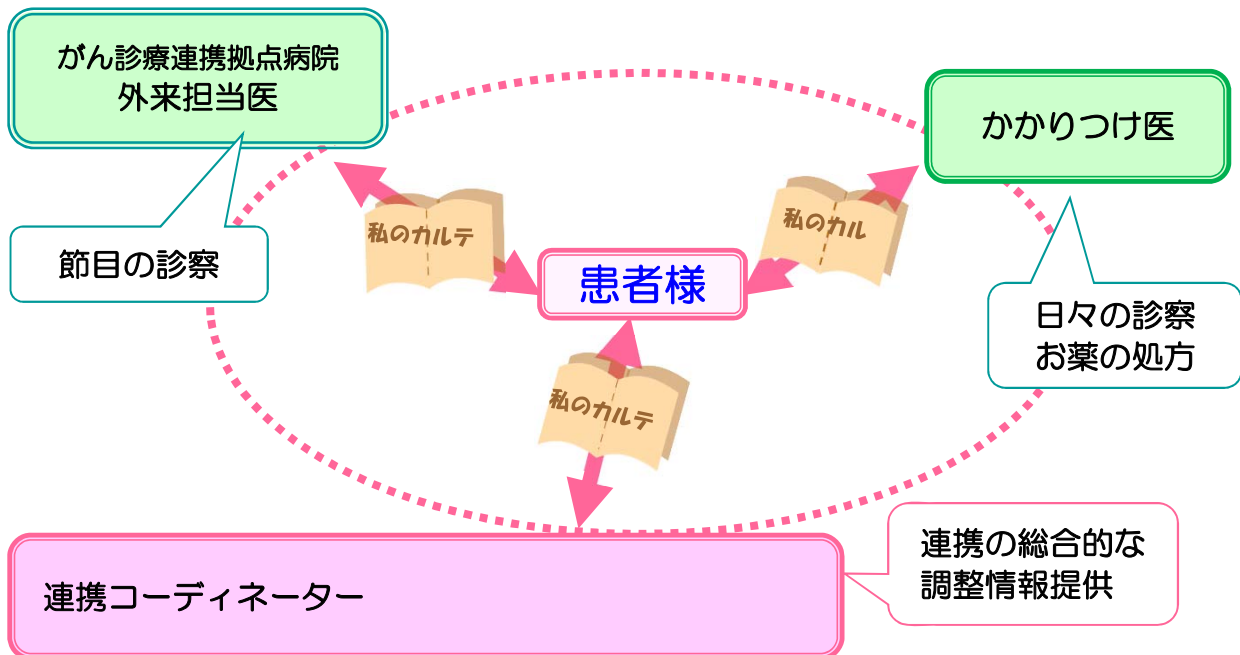 がん診療連携拠点病院
外来担当医
かかりつけ医
節目の診察
私のカルテ
私のカル
患者様
日々の診察
お薬の処方
私のカルテ
連携の総合的な
調整情報提供
連携コーディネーター